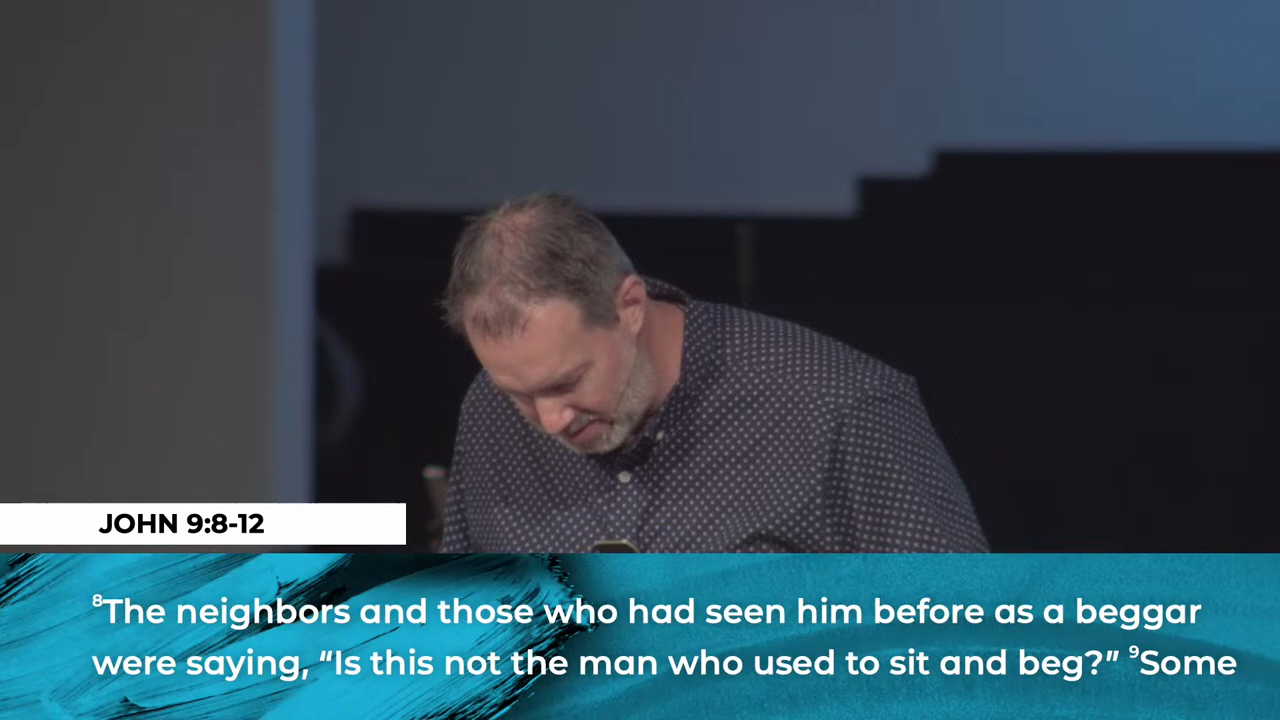 JOHN 9:8-12
⁸The neighbors and those who had seen him before as a beggar
were saying, “Is this not the man who used to sit and beg?” ⁹Some